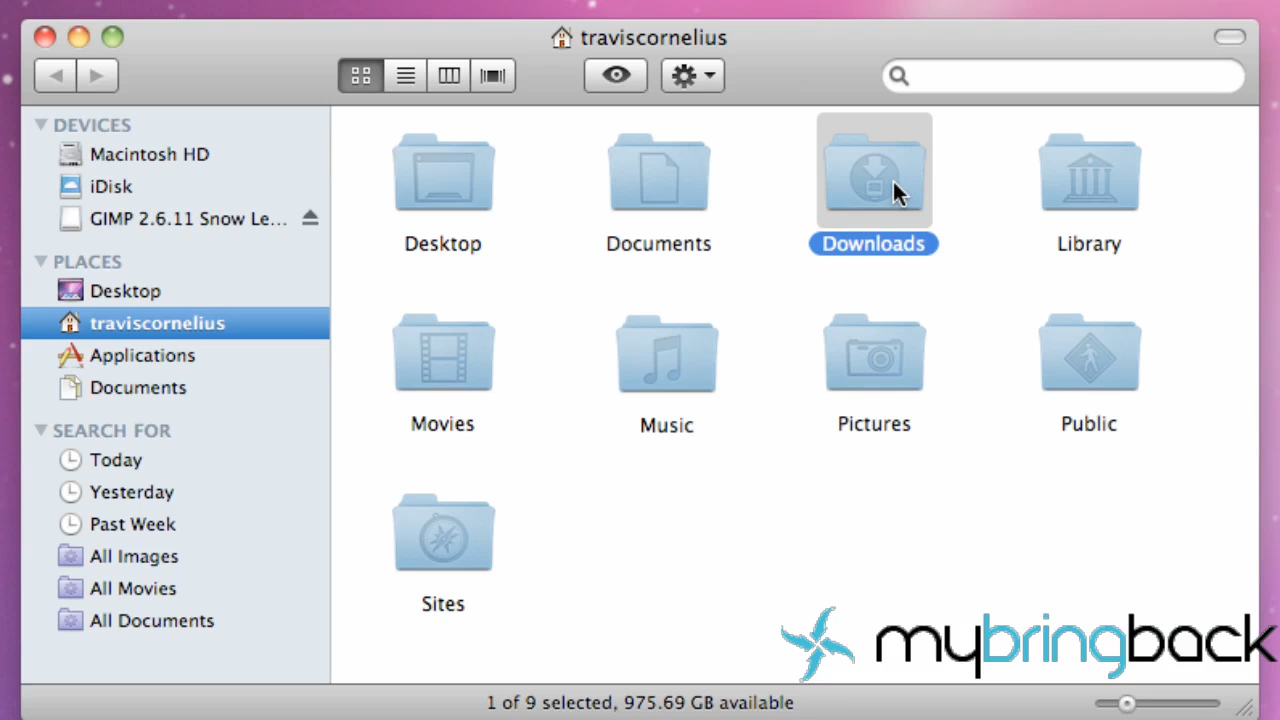 traviscornelius
DEVICES
Macintosh HD
iDisk
GIMP 2.6.11 Snow Le...
PLACES
Desktop
traviscornelius
Applications
Documents
SEARCH FOR
Today
Yesterday
Past Week
All Images
All Movies
All Documents
Desktop
Documents
Downloads
Library
Movies
Music
Pictures
Public
Sites
mybringback
1 of 9 selected, 975.69 GB available